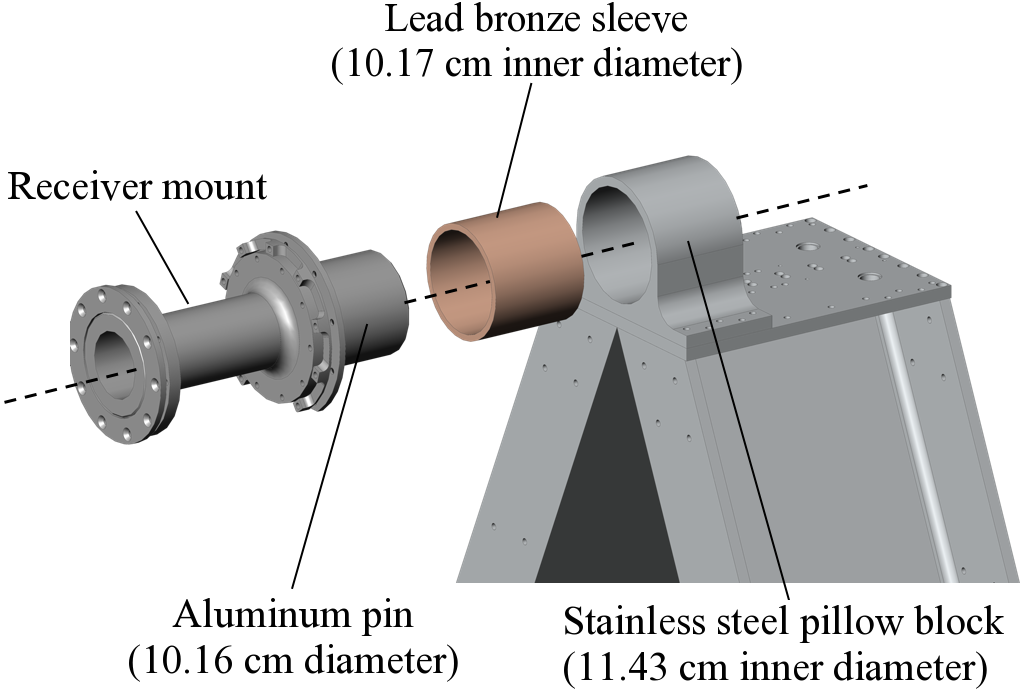 Lead bronze sleeve
(10.17 cm inner diameter)
Receiver mount
Aluminum pin
(10.16 cm diameter)
Stainless steel pillow block
(11.43 cm inner diameter)